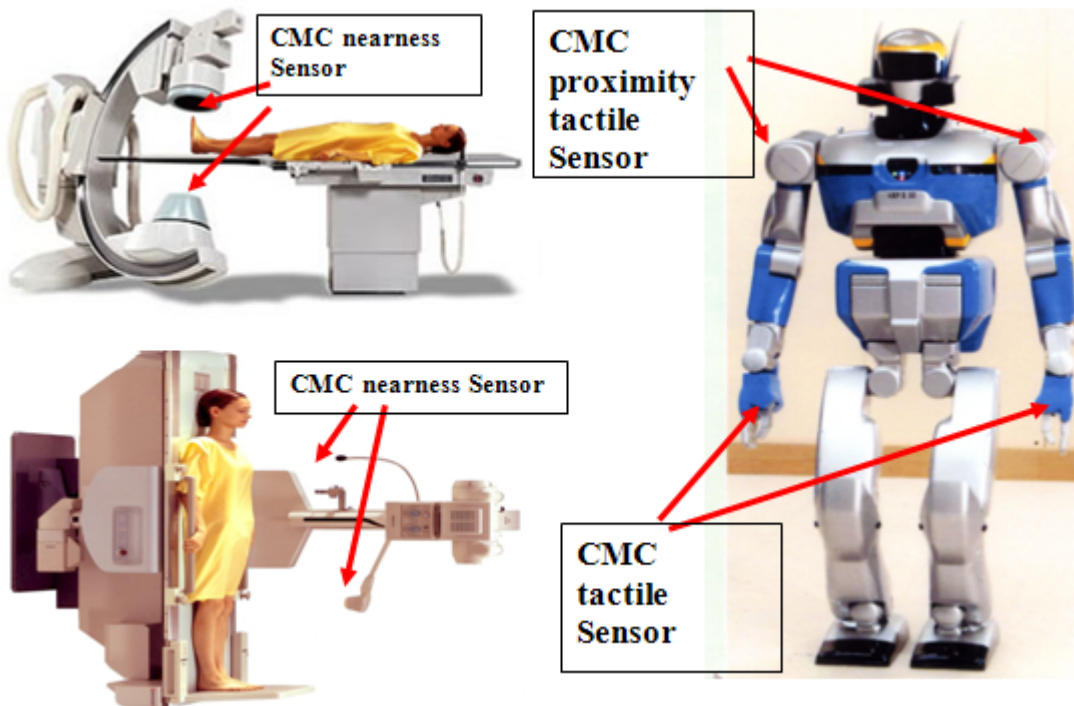 CMC nearness
Sensor
CMC
proximity
tactile
Sensor
CMC nearness Sensor
CMC
tactile
Sensor